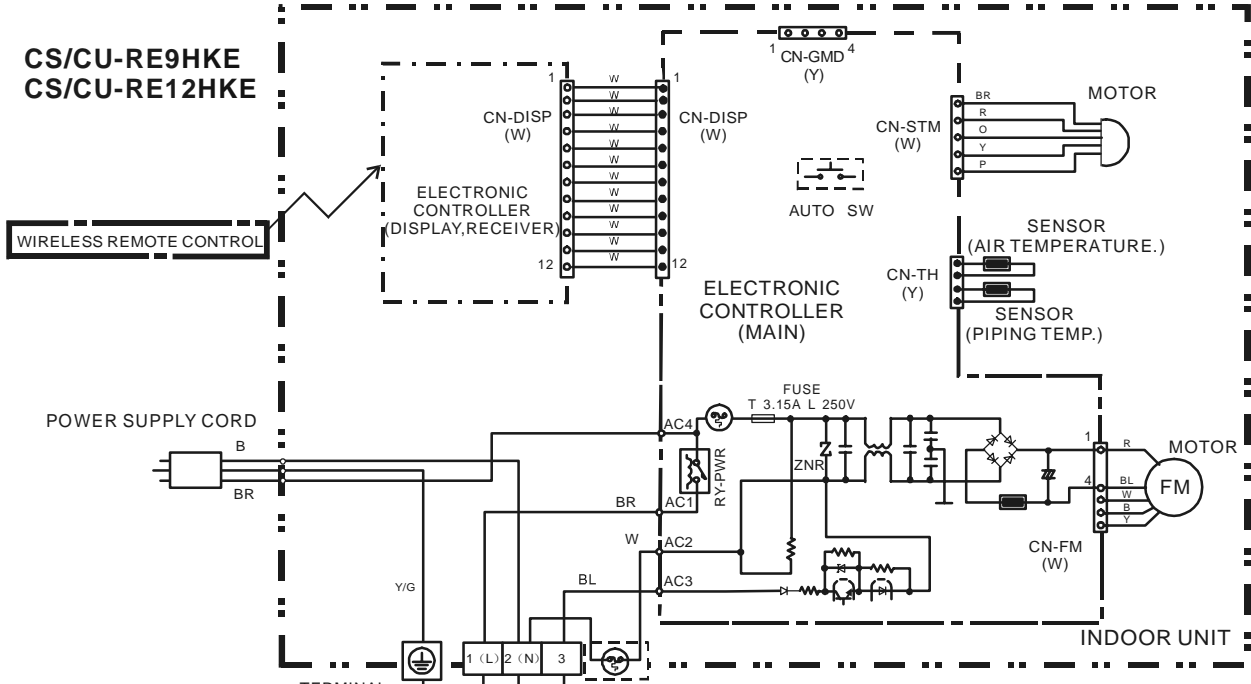 CS/CU-RE9HKE
CS/CU-RE12HKE
1 CN-GMD 4
(Y)
1
W
W
W
W
W
W
W
W
W
W
W
W
1
CN-DISP
(W)
CN-DISP
(W)
12
12
ELECTRONIC
CONTROLLER
(DISPLAY,RECEIVER)
WIRELESS REMOTE CONTROL
BR
R
O
Y
P
MOTOR
CN-STM
(W)
AUTO SW
SENSOR
(AIR TEMPERATURE.)
CN-TH
(Y)
SENSOR
(PIPING TEMP.)
ELECTRONIC
CONTROLLER
(MAIN)
POWER SUPPLY CORD
B
BR
FUSE
T 3.15A L 250V
AC4
RY-PWR
ZNR
BR
AC1
W
AC2
BL
AC3
1
4
R
BL
W
B
Y
MOTOR
FM
CN-FM
(W)
Y/G
1 (L)
2 (N)
3
INDOOR UNIT
TERMINAL